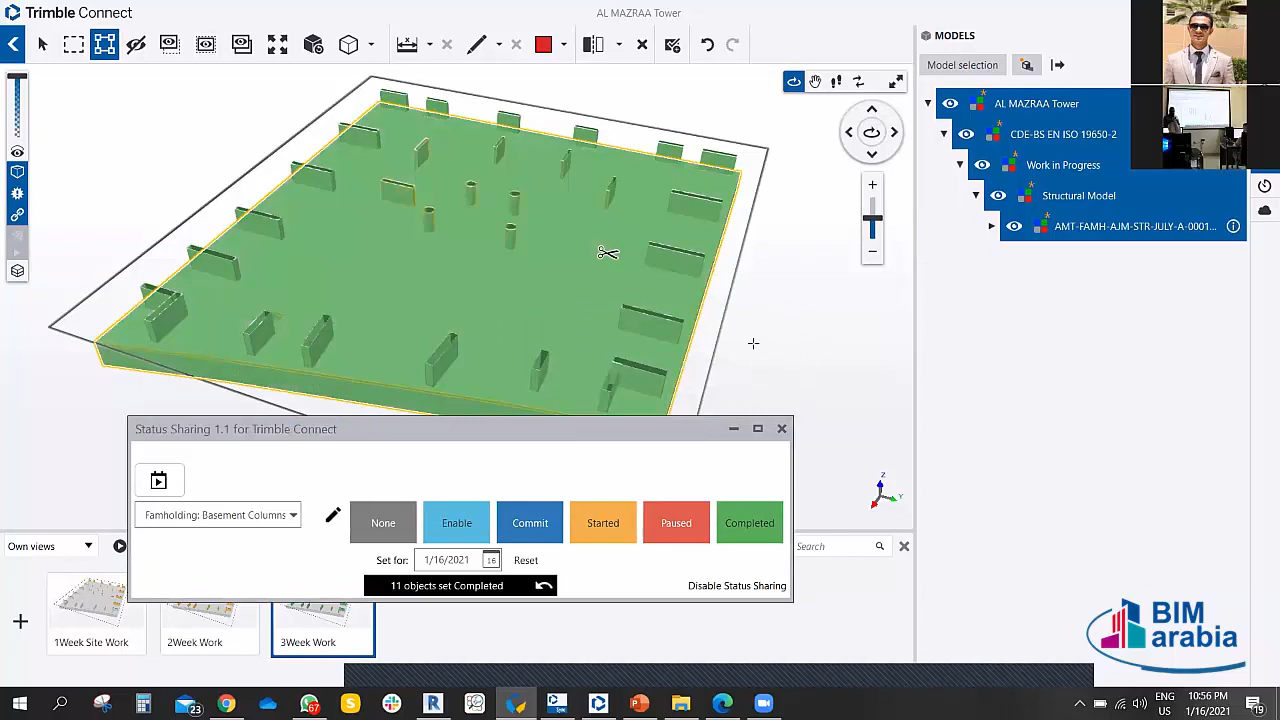 Trimble Connect
AL MAZRAA Tower
MODELS
Model selection
AL MAZRAA Tower
CDE-BS EN ISO 19650-2
Work in Progress
Structural Model
AMT-FAMH-AJM-STR-JULY-A-0001...
Z
Y
Status Sharing 1.1 for Trimble Connect
Famholding: Basement Columns
None
Enable
Commit
Started
Paused
Completed
Set for:
1/16/2021
16
Reset
11 objects set Completed
Disable Status Sharing
Own views
Search
1Week Site Work
2Week Work
3Week Work
BIM
arabia
23
67
ENG
US
10:56 PM
1/16/2021
19